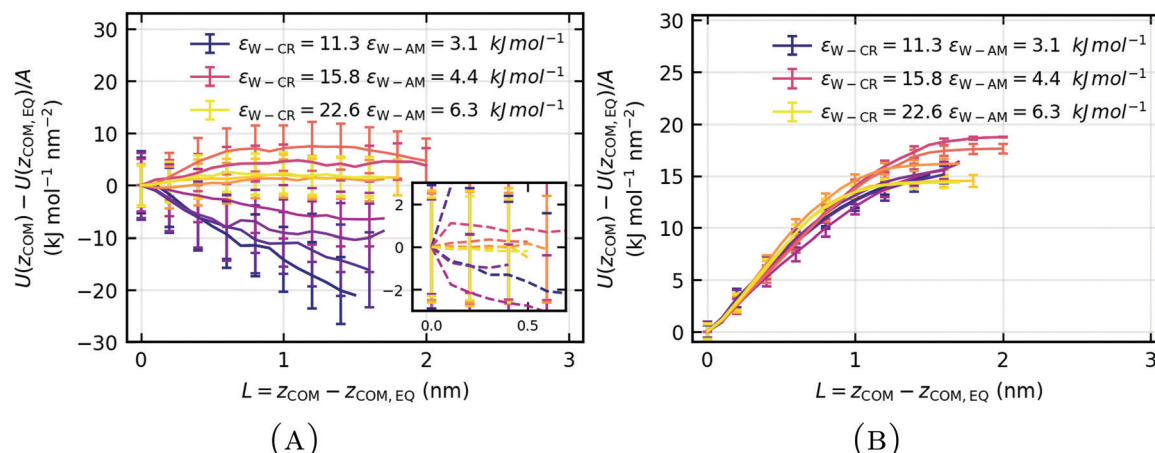 U(z_COM) − U(z_COM, EQ)/A
(kJ mol⁻¹ nm⁻²)
30
20
10
0
−10
−20
−30
ε_W−CR = 11.3 ε_W−AM = 3.1 kJ mol⁻¹
ε_W−CR = 15.8 ε_W−AM = 4.4 kJ mol⁻¹
ε_W−CR = 22.6 ε_W−AM = 6.3 kJ mol⁻¹
2
0
−2
0.0 0.5
0 1 2 3
L = z_COM − z_COM, EQ (nm)
(A)
U(z_COM) − U(z_COM, EQ)/A
(kJ mol⁻¹ nm⁻²)
30
25
20
15
10
5
0
ε_W−CR = 11.3 ε_W−AM = 3.1 kJ mol⁻¹
ε_W−CR = 15.8 ε_W−AM = 4.4 kJ mol⁻¹
ε_W−CR = 22.6 ε_W−AM = 6.3 kJ mol⁻¹
0 1 2 3
L = z_COM − z_COM, EQ (nm)
(B)